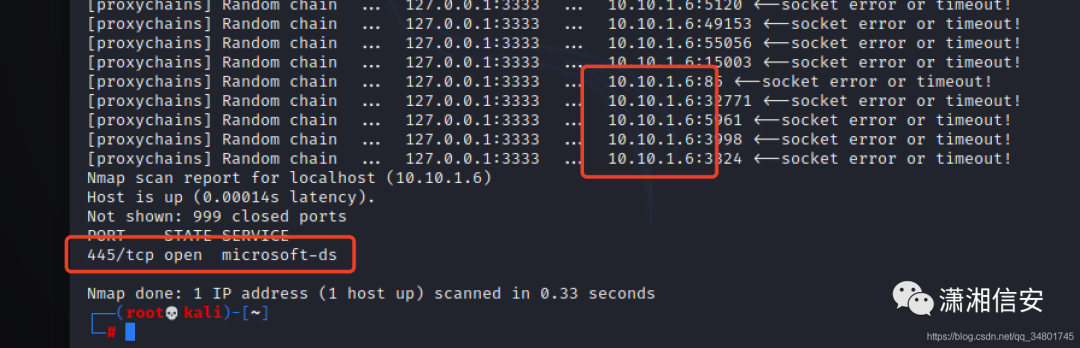 [proxychains] Random chain ... 127.0.0.1:3333 ... 10.10.1.6:5120 <--socket error or timeout!
[proxychains] Random chain ... 127.0.0.1:3333 ... 10.10.1.6:49153 <--socket error or timeout!
[proxychains] Random chain ... 127.0.0.1:3333 ... 10.10.1.6:55056 <--socket error or timeout!
[proxychains] Random chain ... 127.0.0.1:3333 ... 10.10.1.6:15003 <--socket error or timeout!
[proxychains] Random chain ... 127.0.0.1:3333 ... 10.10.1.6:85 <--socket error or timeout!
[proxychains] Random chain ... 127.0.0.1:3333 ... 10.10.1.6:32771 <--socket error or timeout!
[proxychains] Random chain ... 127.0.0.1:3333 ... 10.10.1.6:5961 <--socket error or timeout!
[proxychains] Random chain ... 127.0.0.1:3333 ... 10.10.1.6:3998 <--socket error or timeout!
[proxychains] Random chain ... 127.0.0.1:3333 ... 10.10.1.6:3324 <--socket error or timeout!
Nmap scan report for localhost (10.10.1.6)
Host is up (0.00014s latency).
Not shown: 999 closed ports
PORT STATE SERVICE
445/tcp open microsoft-ds
Nmap done: 1 IP address (1 host up) scanned in 0.33 seconds
┌──(root💀kali)-[~]
└─#
潇湘信安
https://blog.csdn.net/qq_34801745